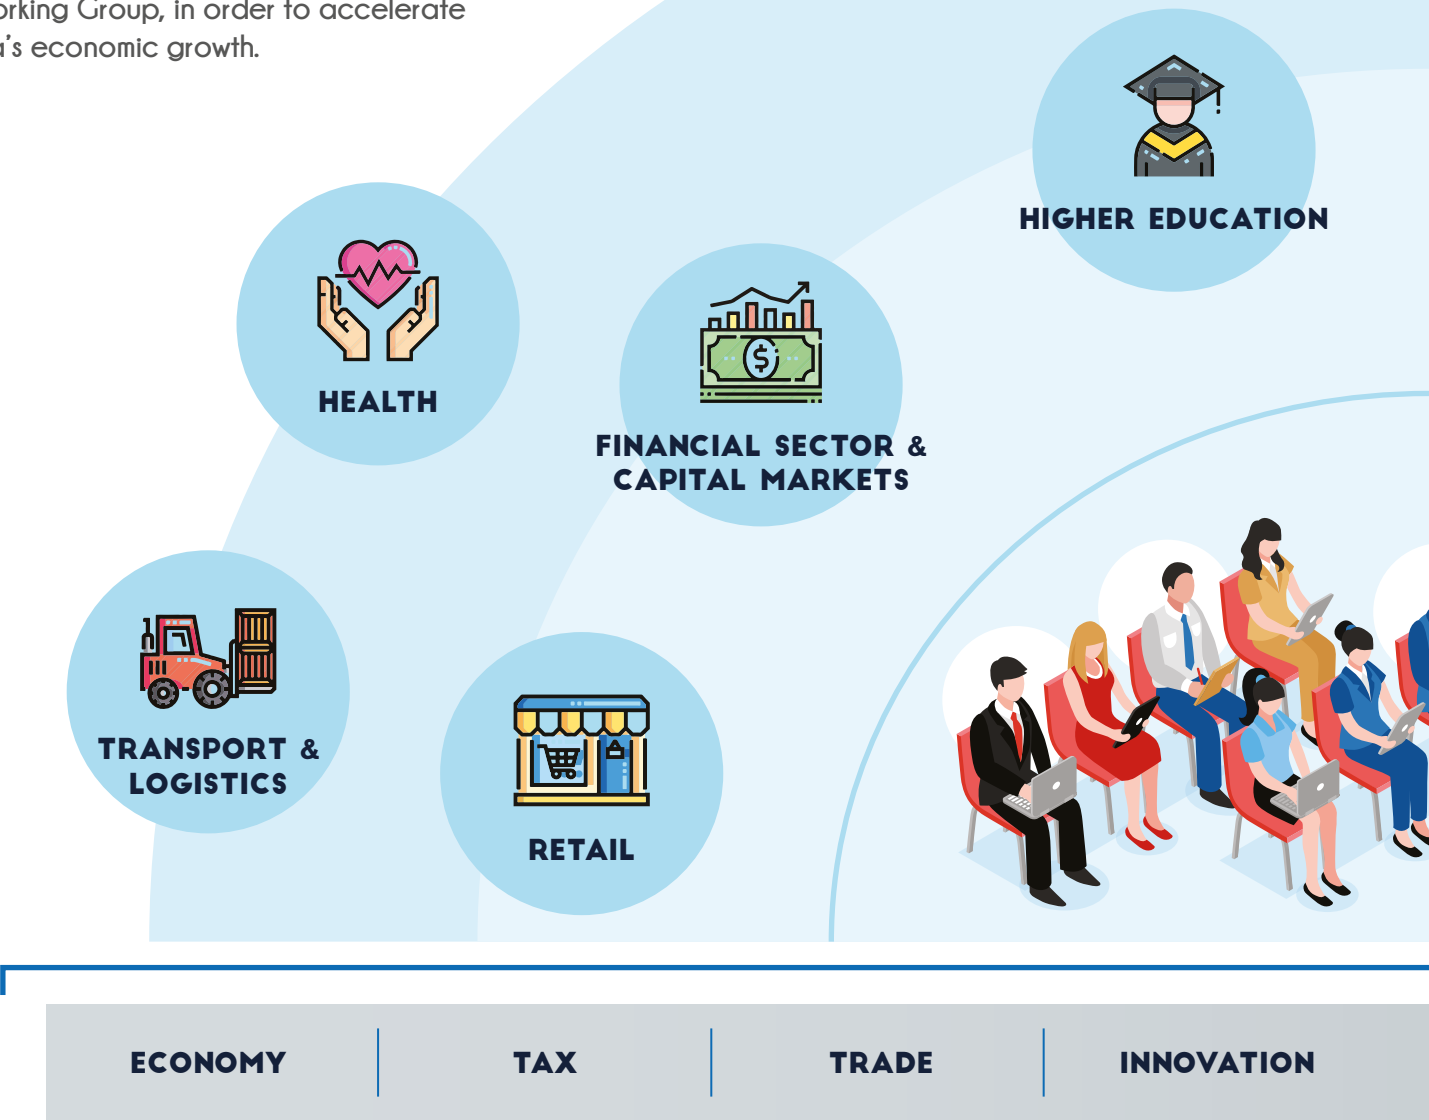 Group, in order to accelerate
economic growth.
HIGHER EDUCATION
HEALTH
FINANCIAL SECTOR &
CAPITAL MARKETS
TRANSPORT &
LOGISTICS
RETAIL
ECONOMY
TAX
TRADE
INNOVATION